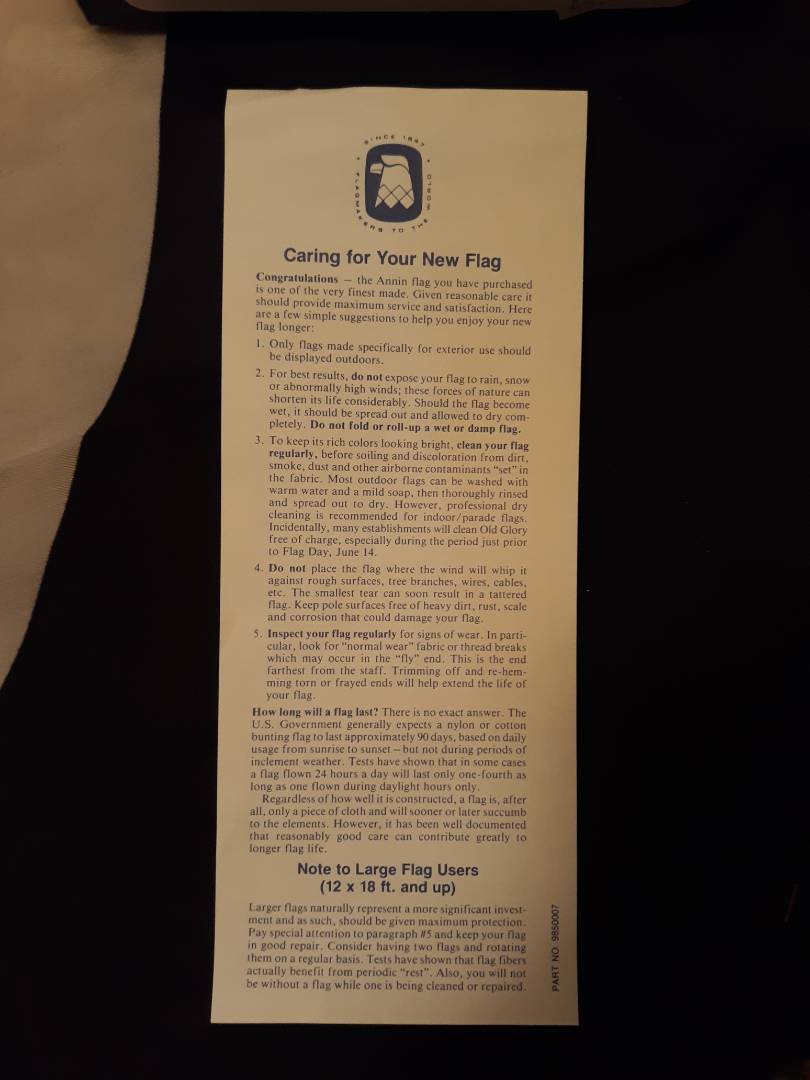 SINCE 1847
FLAGMAKERS TO THE WORLD
Caring for Your New Flag
Congratulations — the Annin flag you have purchased
is one of the very finest made. Given reasonable care it
should provide maximum service and satisfaction. Here
are a few simple suggestions to help you enjoy your new
flag longer:
1. Only flags made specifically for exterior use should
be displayed outdoors.
2. For best results, do not expose your flag to rain, snow
or abnormally high winds; these forces of nature can
shorten its life considerably. Should the flag become
wet, it should be spread out and allowed to dry com-
pletely. Do not fold or roll-up a wet or damp flag.
3. To keep its rich colors looking bright, clean your flag
regularly, before soiling and discoloration from dirt,
smoke, dust and other airborne contaminants “set” in
the fabric. Most outdoor flags can be washed with
warm water and a mild soap, then thoroughly rinsed
and spread out to dry. However, professional dry
cleaning is recommended for indoor/parade flags.
Incidentally, many establishments will clean Old Glory
free of charge, especially during the period just prior
to Flag Day, June 14.
4. Do not place the flag where the wind will whip it
against rough surfaces, tree branches, wires, cables,
etc. The smallest tear can soon result in a tattered
flag. Keep pole surfaces free of heavy dirt, rust, scale
and corrosion that could damage your flag.
5. Inspect your flag regularly for signs of wear. In parti-
cular, look for “normal wear” fabric or thread breaks
which may occur in the “fly” end. This is the end
farthest from the staff. Trimming off and re-hem-
ming torn or frayed ends will help extend the life of
your flag.
How long will a flag last? There is no exact answer. The
U.S. Government generally expects a nylon or cotton
bunting flag to last approximately 90 days, based on daily
usage from sunrise to sunset — but not during periods of
inclement weather. Tests have shown that in some cases
a flag flown 24 hours a day will last only one-fourth as
long as one flown during daylight hours only.
Regardless of how well it is constructed, a flag is, after
all, only a piece of cloth and will sooner or later succumb
to the elements. However, it has been well documented
that reasonably good care can contribute greatly to
longer flag life.
Note to Large Flag Users
(12 x 18 ft. and up)
Larger flags naturally represent a more significant invest-
ment and as such, should be given maximum protection.
Pay special attention to paragraph #5 and keep your flag
in good repair. Consider having two flags and rotating
them on a regular basis. Tests have shown that flag fibers
actually benefit from periodic “rest”. Also, you will not
be without a flag while one is being cleaned or repaired.
PART NO. 9850007